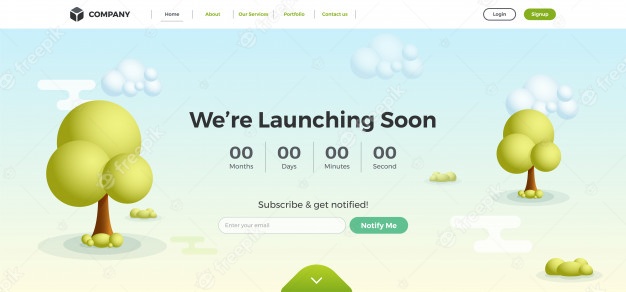 COMPANY
Home
About
Our Services
Portfolio
Contact us
Login
Signup
We're Launching Soon
00 00 00 00
Months Days Minutes Second
Subscribe & get notified!
Enter your email
Notify Me
freepik